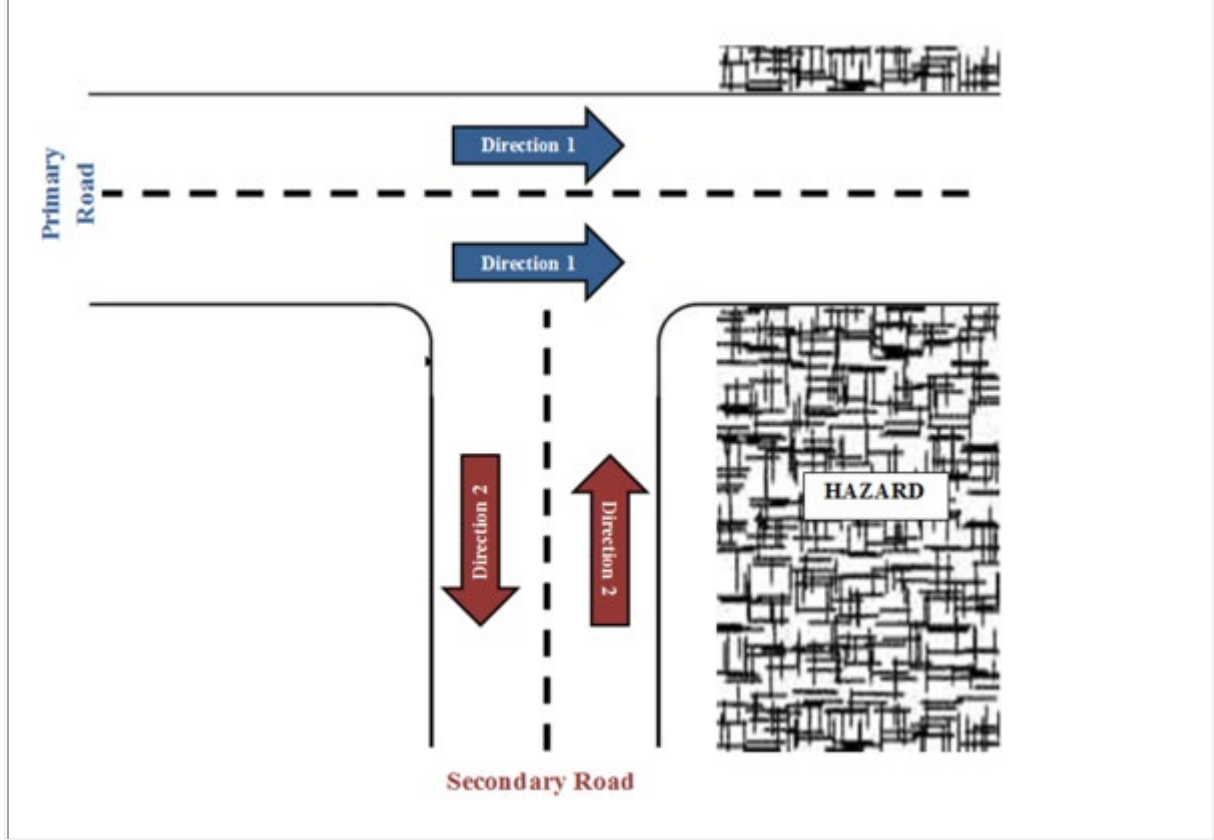 Direction 1
Primary
Road
Direction 1
HAZARD
Direction 2
Direction 2
Secondary Road